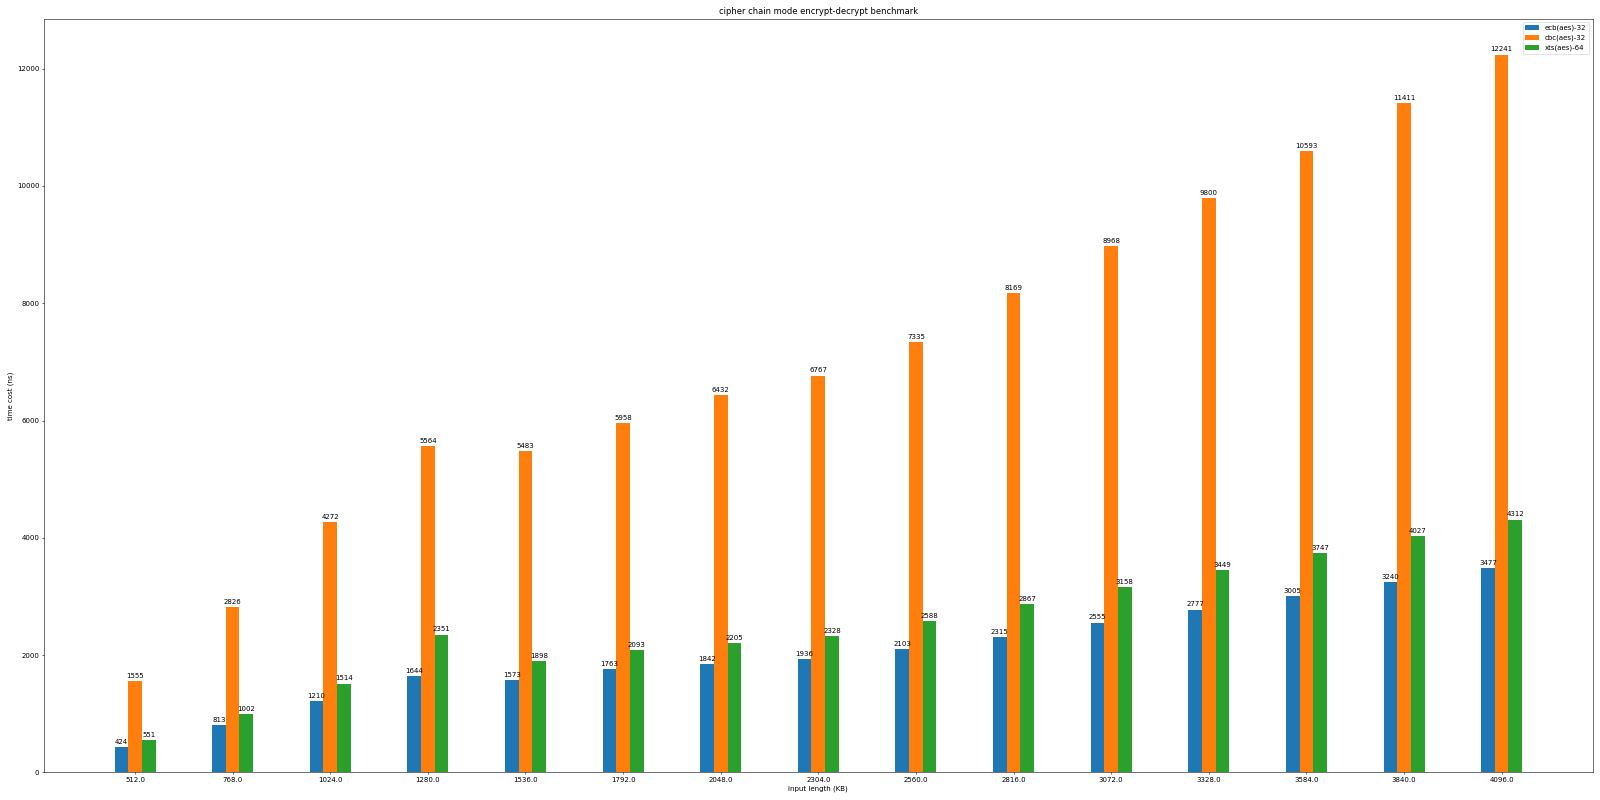 cipher chain mode encrypt-decrypt benchmark
ecb(aes)-32
cbc(aes)-32
xts(aes)-64
time cost (ns)
12000
10000
8000
6000
4000
2000
0
424 1555 551
813 2826 1002
1210 4272 1514
1644 5564 2351
1573 5483 1898
1763 5958 2093
1842 6432 2205
1936 6767 2328
2103 7335 2588
2315 8169 2867
2555 8968 3158
2777 9800 3449
3005 10593 3747
3240 11411 4027
3477 12241 4312
512.0 768.0 1024.0 1280.0 1536.0 1792.0 2048.0 2304.0 2560.0 2816.0 3072.0 3328.0 3584.0 3840.0 4096.0
input length (KB)